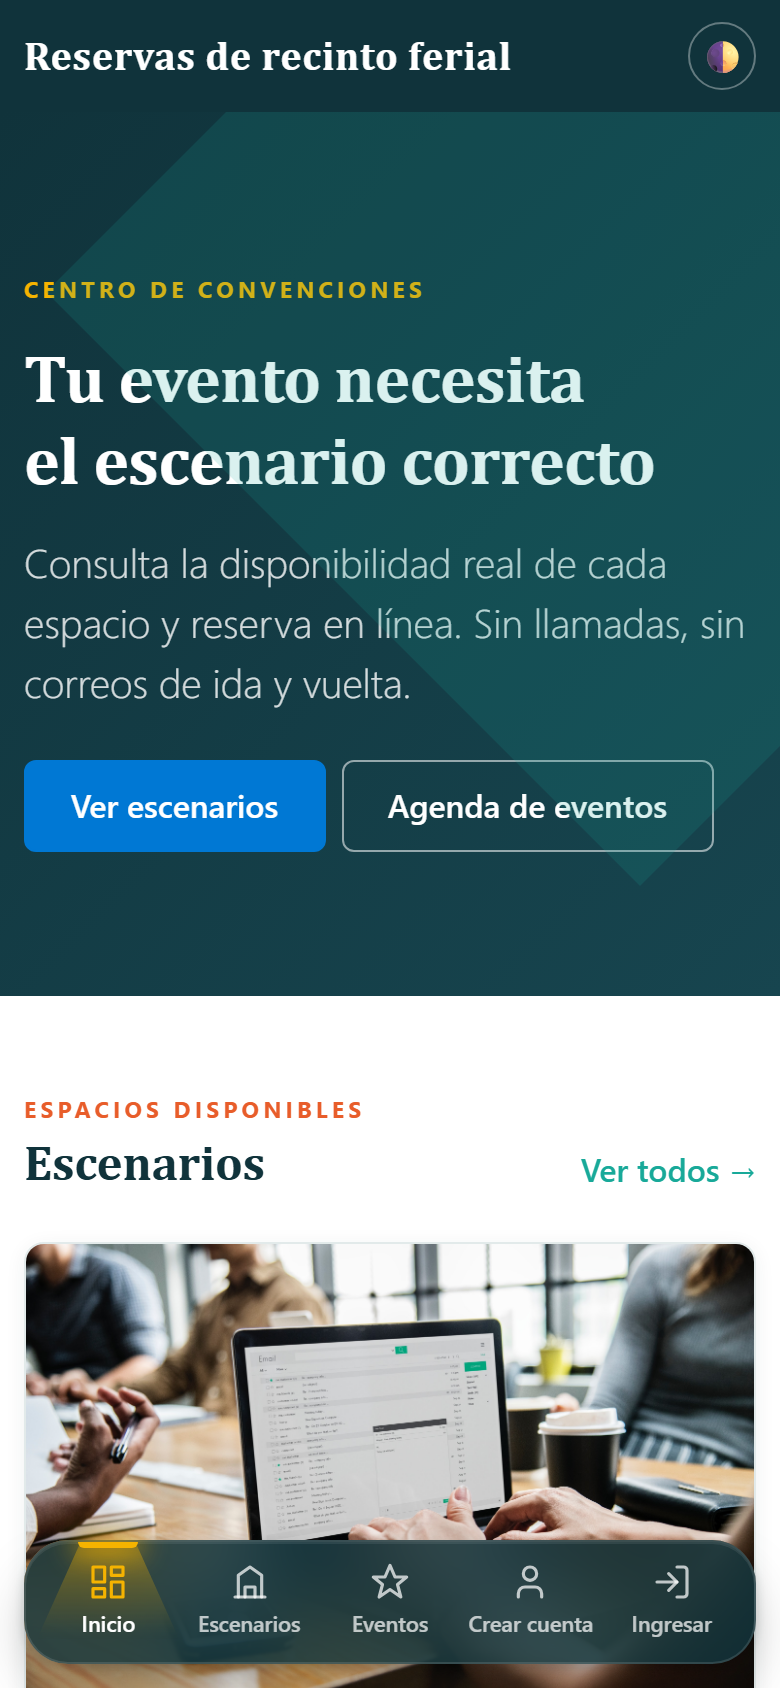 Reservas de recinto ferial
CENTRO DE CONVENCIONES
Tu evento necesita
el escenario correcto
Consulta la disponibilidad real de cada
espacio y reserva en línea. Sin llamadas, sin
correos de ida y vuelta.
Ver escenarios
Agenda de eventos
ESPACIOS DISPONIBLES
Escenarios
Ver todos →
Email
Inicio
Escenarios
Eventos
Crear cuenta
Ingresar